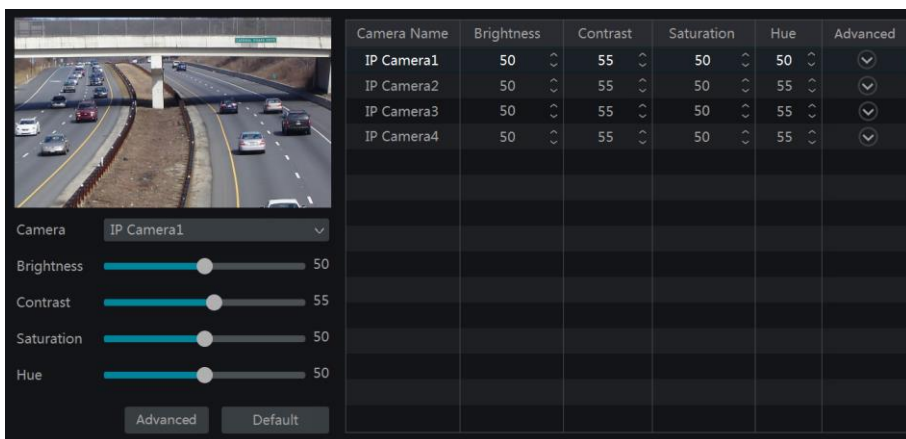 Camera Name Brightness Contrast Saturation Hue Advanced
IP Camera1 50 55 50 50
IP Camera2 50 55 50 55
IP Camera3 50 55 50 55
IP Camera4 50 55 50 55
Camera IP Camera1
Brightness 50
Contrast 55
Saturation 50
Hue 50
Advanced Default